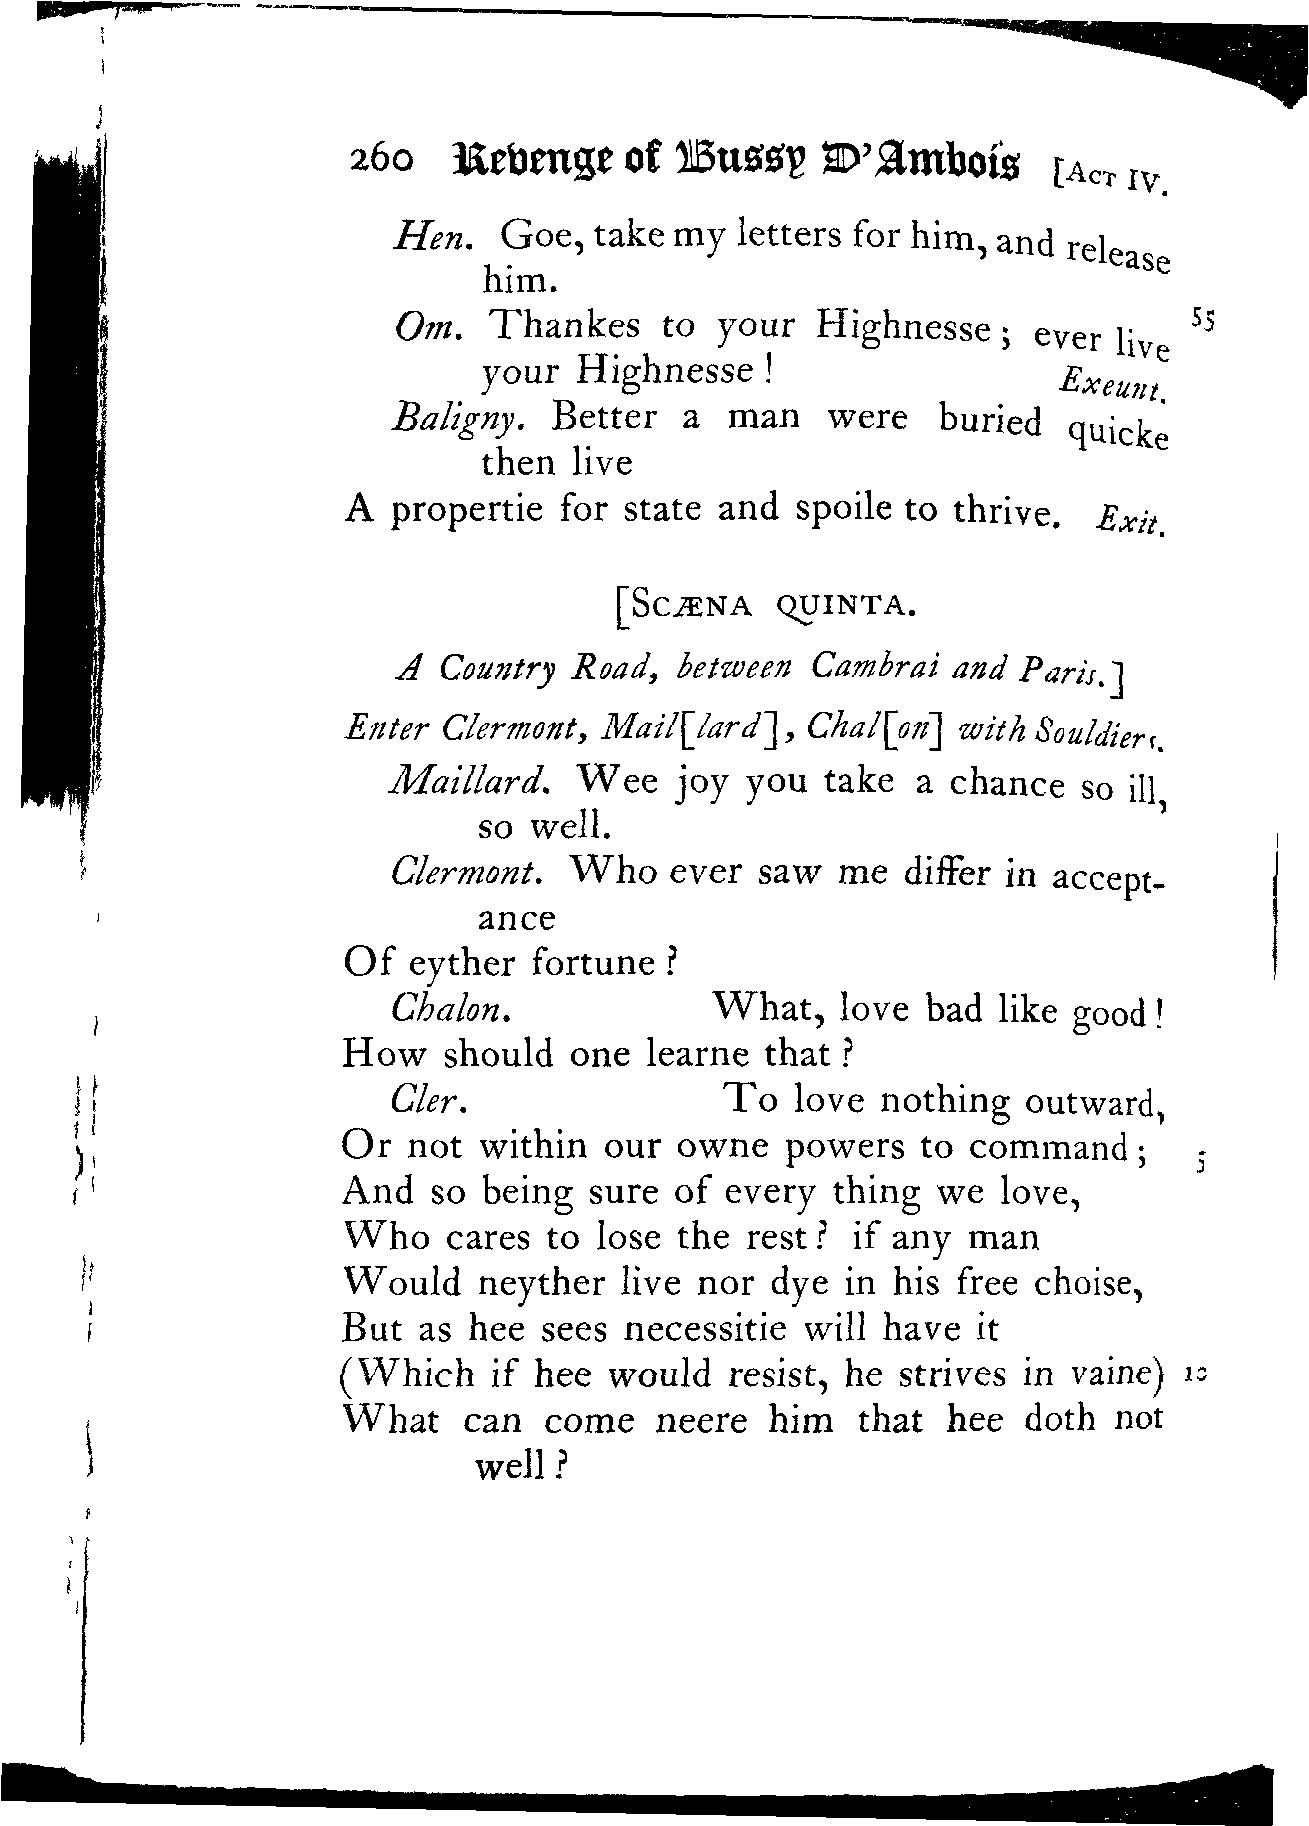 260 Revenge of Bussy D'Ambois [ACT IV.
Hen. Goe, take my letters for him, and release
him.
Om. Thankes to your Highnesse; ever live 55
your Highnesse! Exeunt.
Baligny. Better a man were buried quicke
then live
A propertie for state and spoile to thrive. Exit.
[SCÆNA QUINTA.
A Country Road, between Cambrai and Paris.]
Enter Clermont, Mail[lard], Chal[on] with Souldiers.
Maillard. Wee joy you take a chance so ill,
so well.
Clermont. Who ever saw me differ in accept-
ance
Of eyther fortune?
Chalon. What, love bad like good!
How should one learne that?
Cler. To love nothing outward,
Or not within our owne powers to command; 5
And so being sure of every thing we love,
Who cares to lose the rest? if any man
Would neyther live nor dye in his free choise,
But as hee sees necessitie will have it
(Which if hee would resist, he strives in vaine) 10
What can come neere him that hee doth not
well?